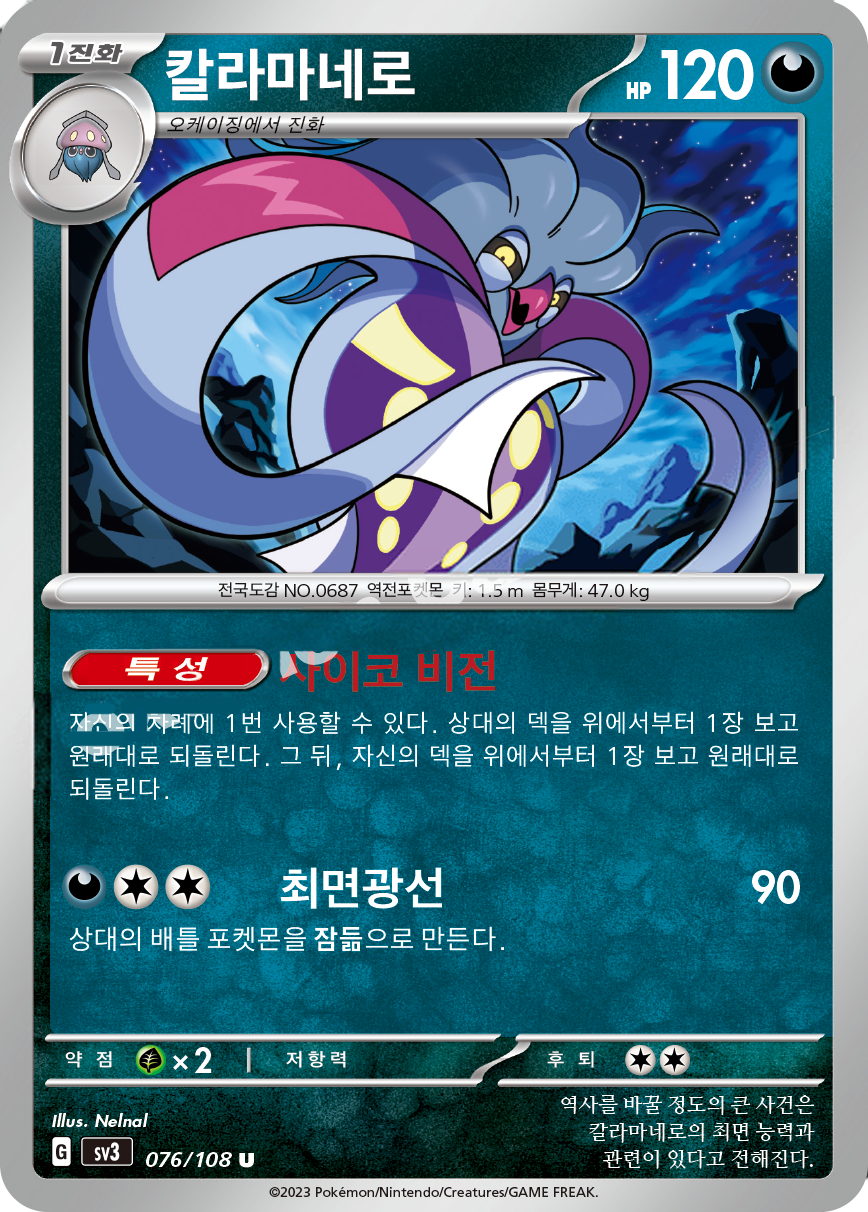 1진화
칼라마네로
HP 120
오케이징에서 진화
전국도감 NO.0687 역전포켓몬 키: 1.5 m 몸무게: 47.0 kg
특성 사이코 비전
자신의 차례에 1번 사용할 수 있다. 상대의 덱을 위에서부터 1장 보고
원래대로 되돌린다. 그 뒤, 자신의 덱을 위에서부터 1장 보고 원래대로
되돌린다.
최면광선 90
상대의 배틀 포켓몬을 잠듦으로 만든다.
약점 ×2 저항력 후퇴
Illus. Nelnal
역사를 바꿀 정도의 큰 사건은
칼라마네로의 최면 능력과
관련이 있다고 전해진다.
G sv3 076/108 U
©2023 Pokémon/Nintendo/Creatures/GAME FREAK.